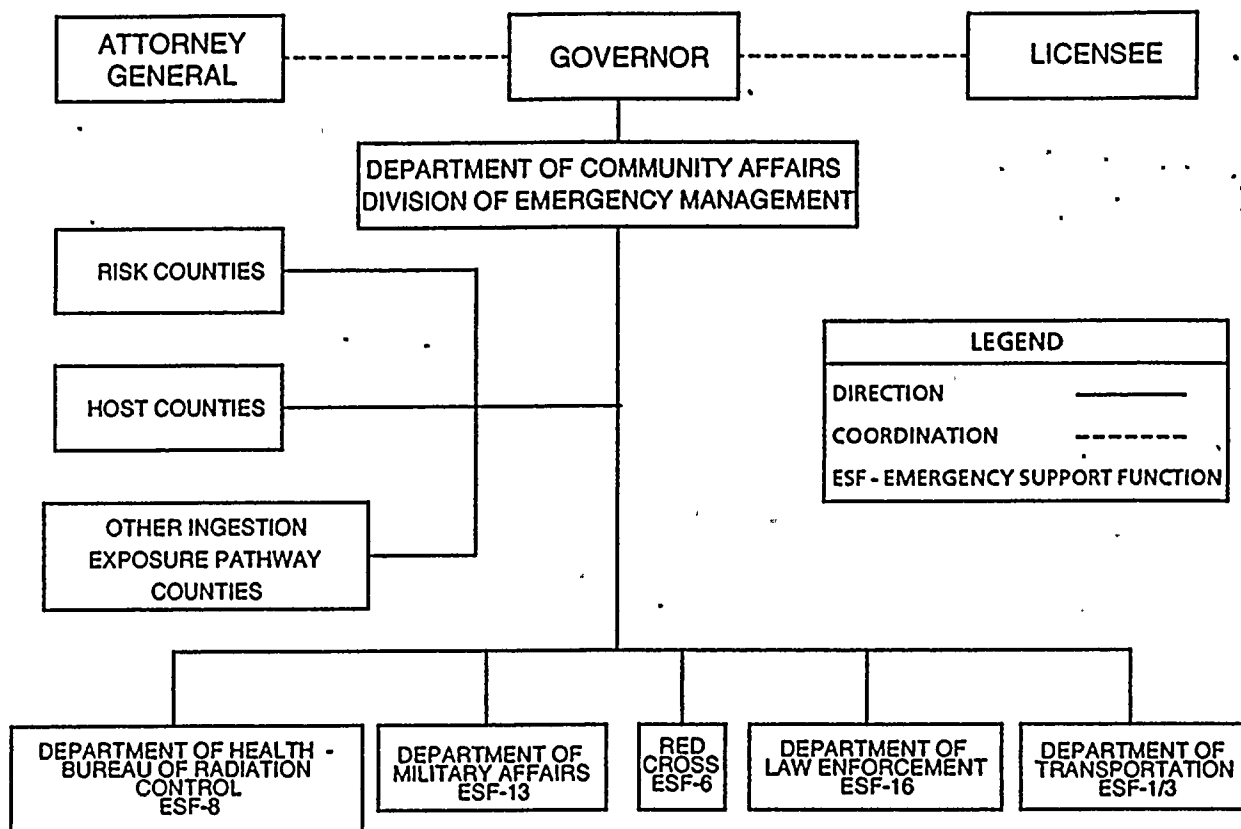 ATTORNEY
GENERAL
GOVERNOR
LICENSEE
DEPARTMENT OF COMMUNITY AFFAIRS
DIVISION OF EMERGENCY MANAGEMENT
RISK COUNTIES
HOST COUNTIES
OTHER INGESTION
EXPOSURE PATHWAY
COUNTIES
LEGEND
DIRECTION
COORDINATION
ESF - EMERGENCY SUPPORT FUNCTION
DEPARTMENT OF HEALTH -
BUREAU OF RADIATION
CONTROL
ESF-8
DEPARTMENT OF
MILITARY AFFAIRS
ESF-13
RED
CROSS
ESF-6
DEPARTMENT OF
LAW ENFORCEMENT
ESF-16
DEPARTMENT OF
TRANSPORTATION
ESF-1/3